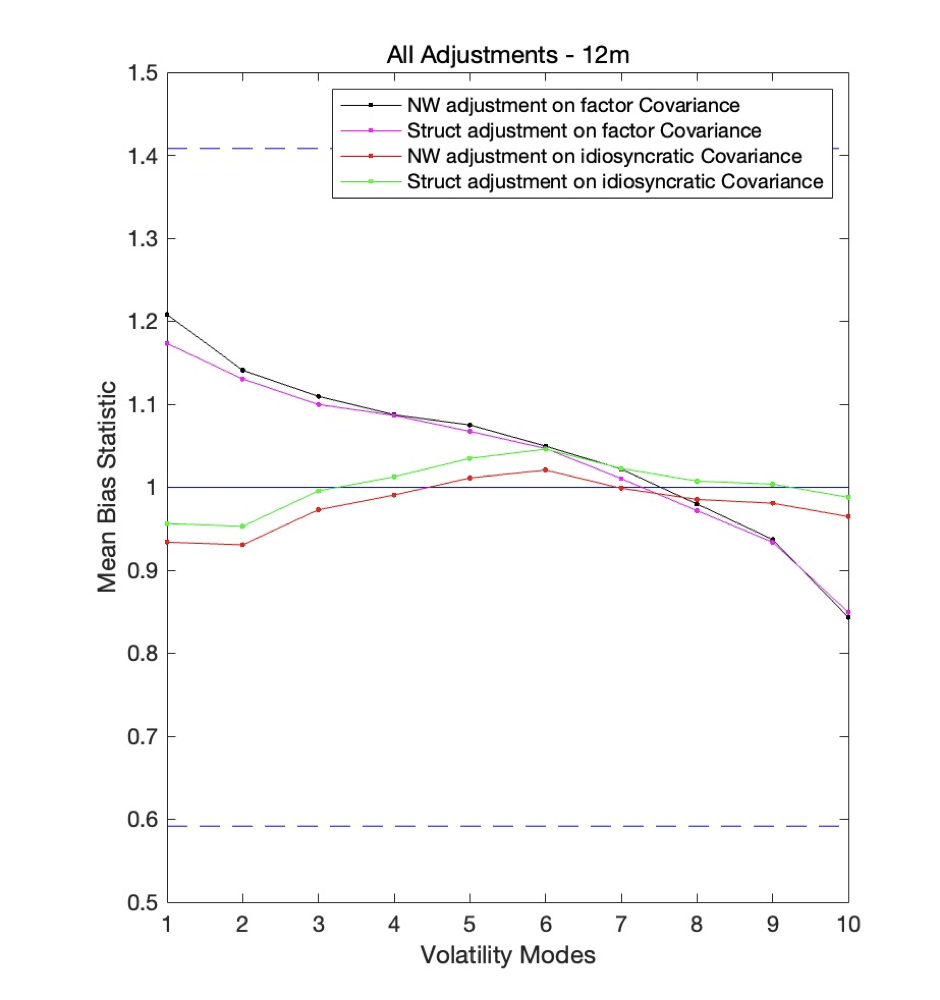 All Adjustments - 12m
NW adjustment on factor Covariance
Struct adjustment on factor Covariance
NW adjustment on idiosyncratic Covariance
Struct adjustment on idiosyncratic Covariance
Mean Bias Statistic
1.5
1.4
1.3
1.2
1.1
1
0.9
0.8
0.7
0.6
0.5
1 2 3 4 5 6 7 8 9 10
Volatility Modes